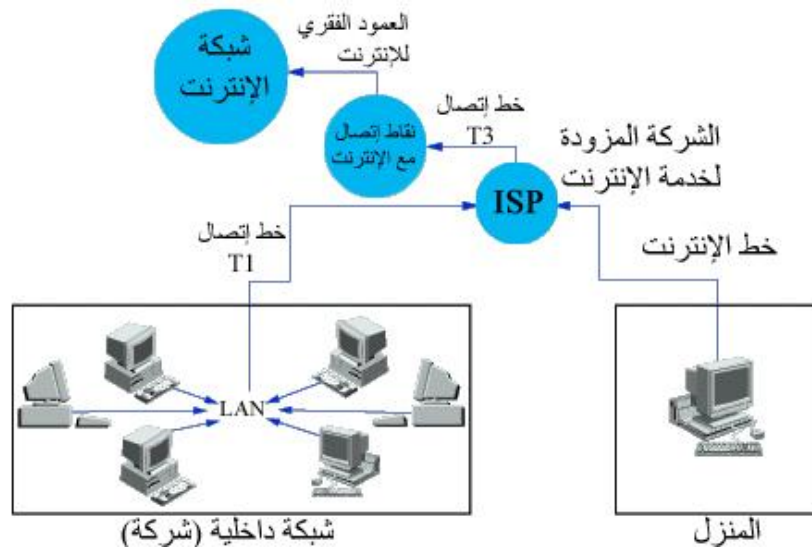 العمود الفقري
للإنترنت
شبكة
الإنترنت
خط إتصال
T3
نقاط إتصال
مع الإنترنت
الشركة المزودة
لخدمة الإنترنت
ISP
خط إتصال
T1
خط الإنترنت
LAN
المنزل
شبكة داخلية (شركة)